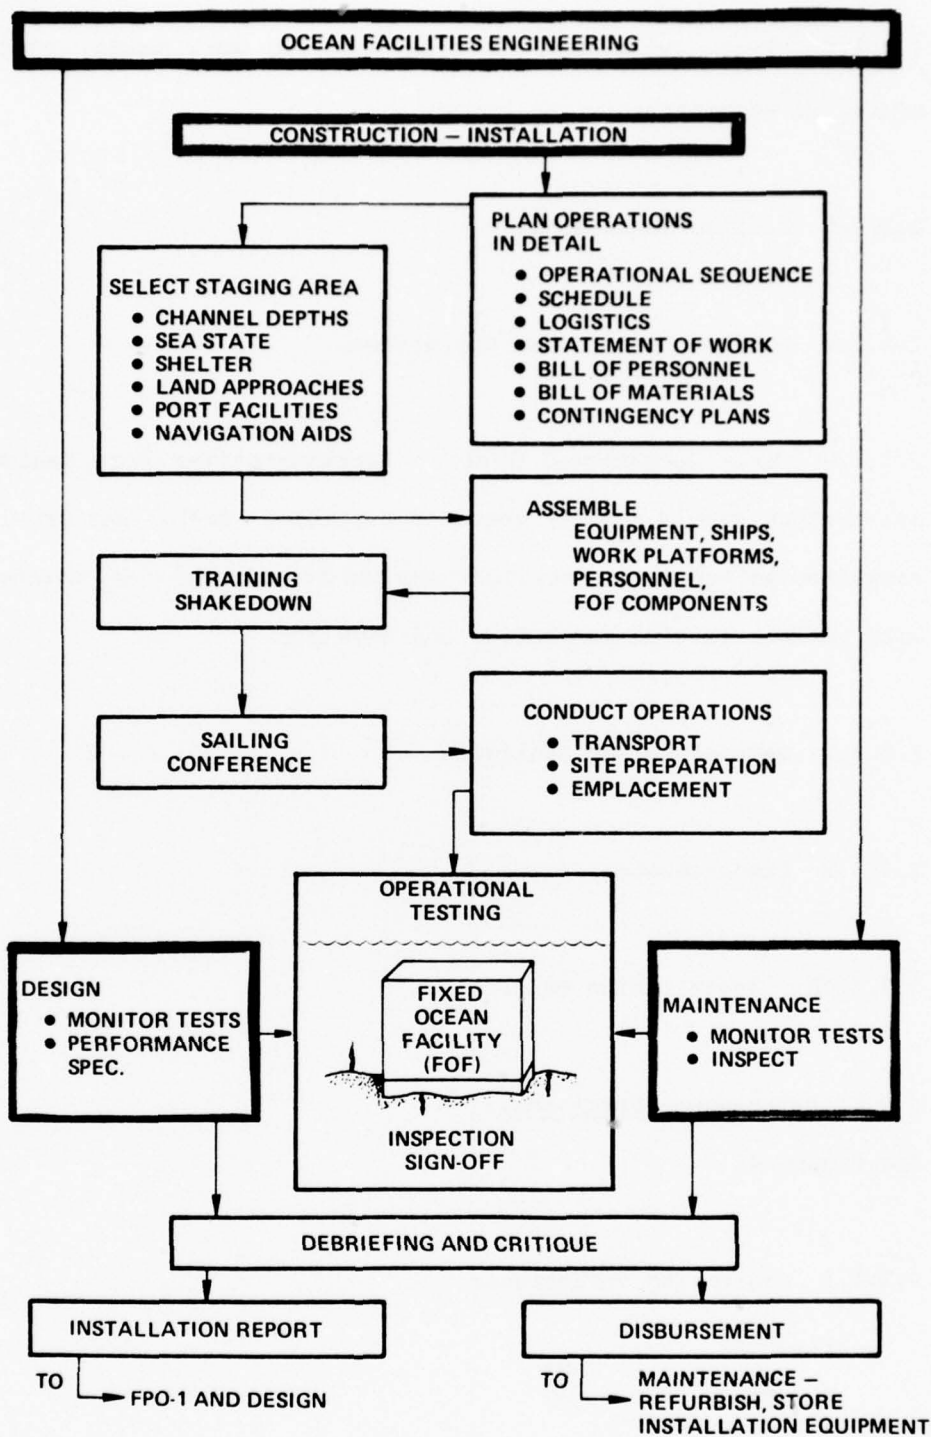 OCEAN FACILITIES ENGINEERING
CONSTRUCTION – INSTALLATION
PLAN OPERATIONS
IN DETAIL
● OPERATIONAL SEQUENCE
● SCHEDULE
● LOGISTICS
● STATEMENT OF WORK
● BILL OF PERSONNEL
● BILL OF MATERIALS
● CONTINGENCY PLANS
SELECT STAGING AREA
● CHANNEL DEPTHS
● SEA STATE
● SHELTER
● LAND APPROACHES
● PORT FACILITIES
● NAVIGATION AIDS
ASSEMBLE
EQUIPMENT, SHIPS,
WORK PLATFORMS,
PERSONNEL,
FOF COMPONENTS
TRAINING
SHAKEDOWN
SAILING
CONFERENCE
CONDUCT OPERATIONS
● TRANSPORT
● SITE PREPARATION
● EMPLACEMENT
OPERATIONAL
TESTING
FIXED
OCEAN
FACILITY
(FOF)
INSPECTION
SIGN-OFF
DESIGN
● MONITOR TESTS
● PERFORMANCE
SPEC.
MAINTENANCE
● MONITOR TESTS
● INSPECT
DEBRIEFING AND CRITIQUE
INSTALLATION REPORT
TO
FPO-1 AND DESIGN
DISBURSEMENT
TO
MAINTENANCE –
REFURBISH, STORE
INSTALLATION EQUIPMENT